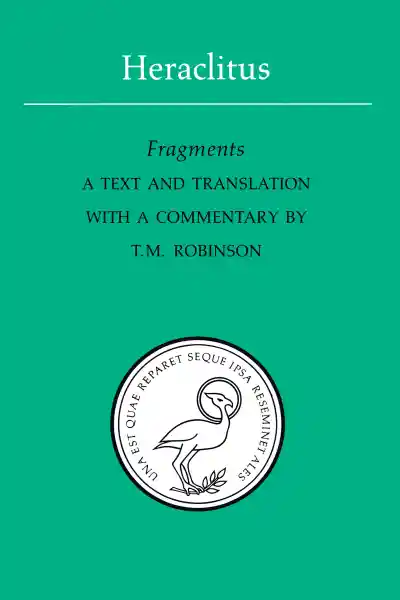 Heraclitus
Fragments
A TEXT AND TRANSLATION
WITH A COMMENTARY BY
T.M. ROBINSON
UNA EST QUAE REPARET SEQUE IPSA RESEMINET ALES